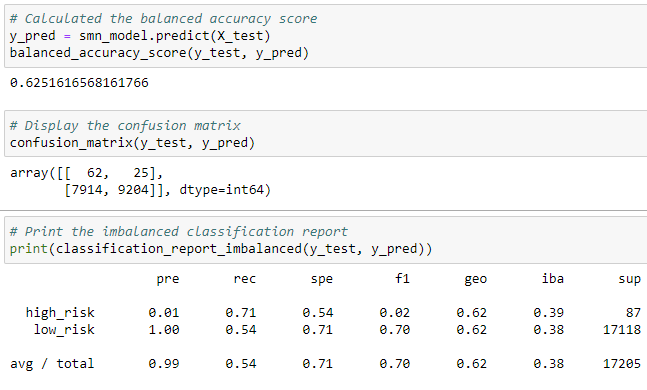 # Calculated the balanced accuracy score
y_pred = smn_model.predict(X_test)
balanced_accuracy_score(y_test, y_pred)
0.6251616568161766
# Display the confusion matrix
confusion_matrix(y_test, y_pred)
array([[  62,   25],
       [7914, 9204]], dtype=int64)
# Print the imbalanced classification report
print(classification_report_imbalanced(y_test, y_pred))
pre rec spe f1 geo iba sup
high_risk 0.01 0.71 0.54 0.02 0.62 0.39 87
low_risk 1.00 0.54 0.71 0.70 0.62 0.38 17118
avg / total 0.99 0.54 0.71 0.70 0.62 0.38 17205